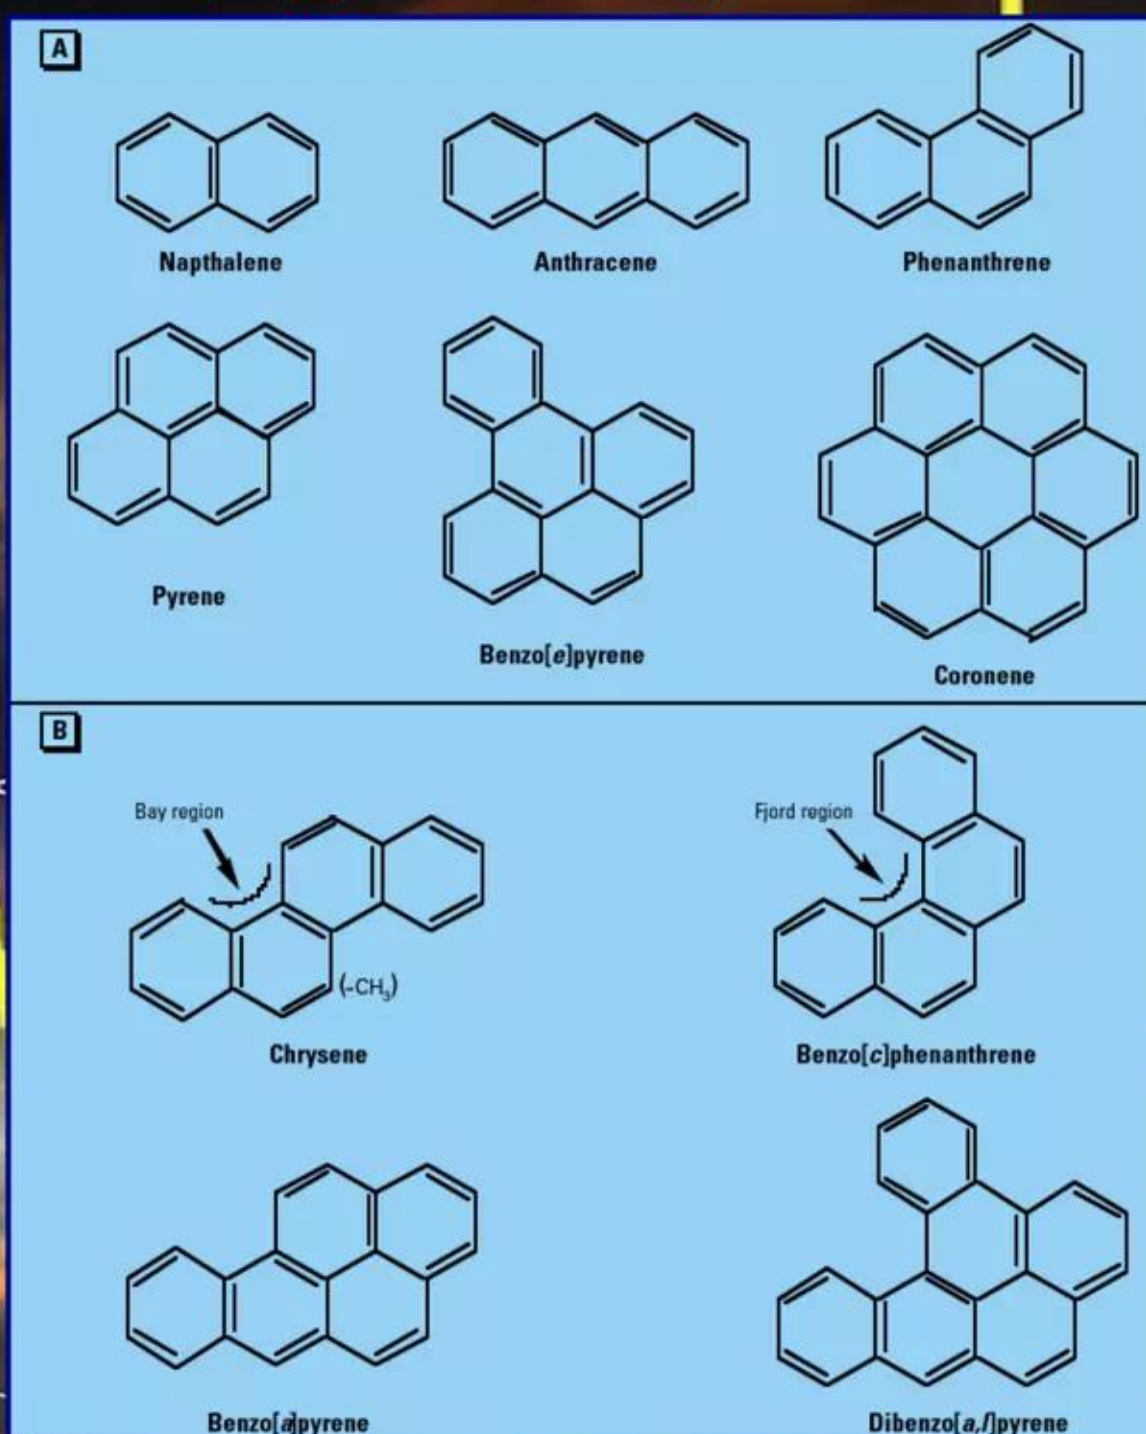 A
Napthalene
Anthracene
Phenanthrene
Pyrene
Benzo[e]pyrene
Coronene
B
Bay region
Fjord region
(-CH₃)
Chrysene
Benzo[c]phenanthrene
Benzo[a]pyrene
Dibenzo[a,l]pyrene